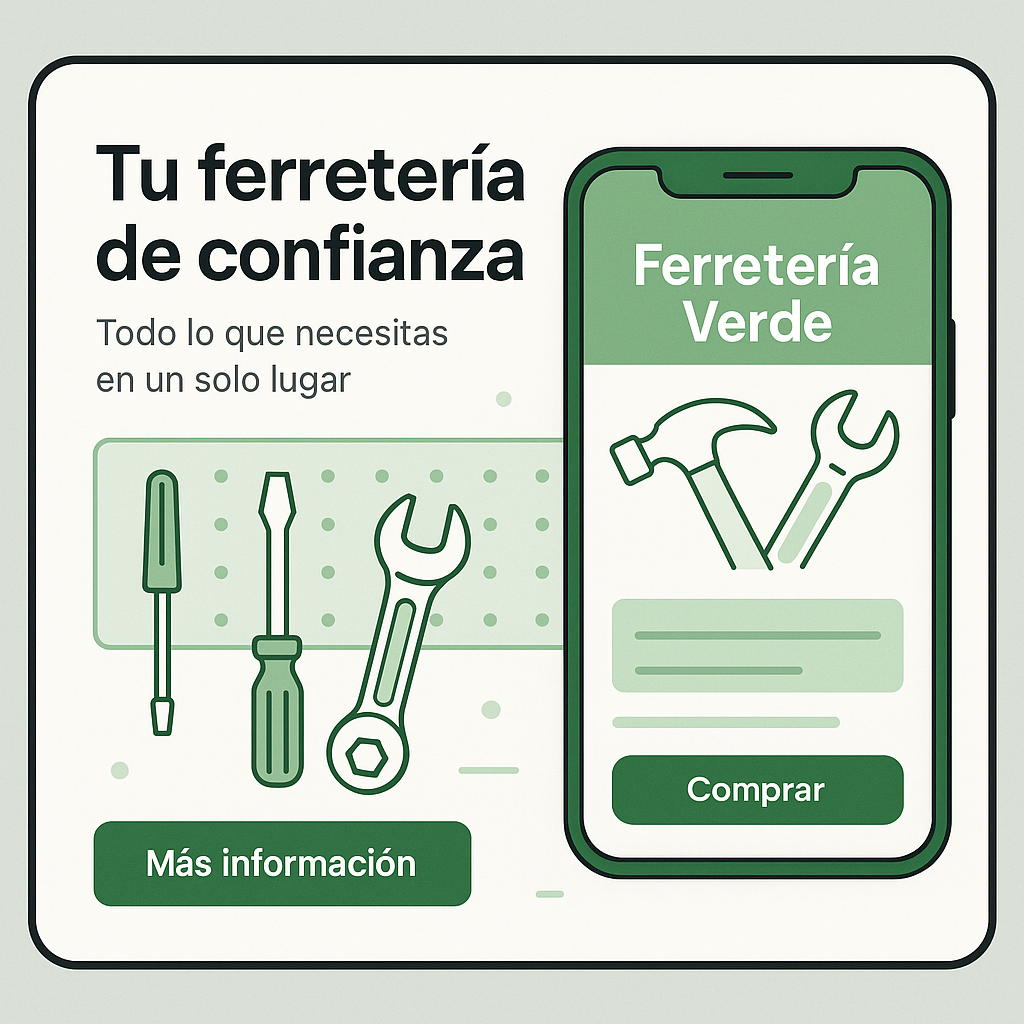 Tu ferretería
de confianza
Todo lo que necesitas
en un solo lugar
Más información
Ferretería
Verde
Comprar